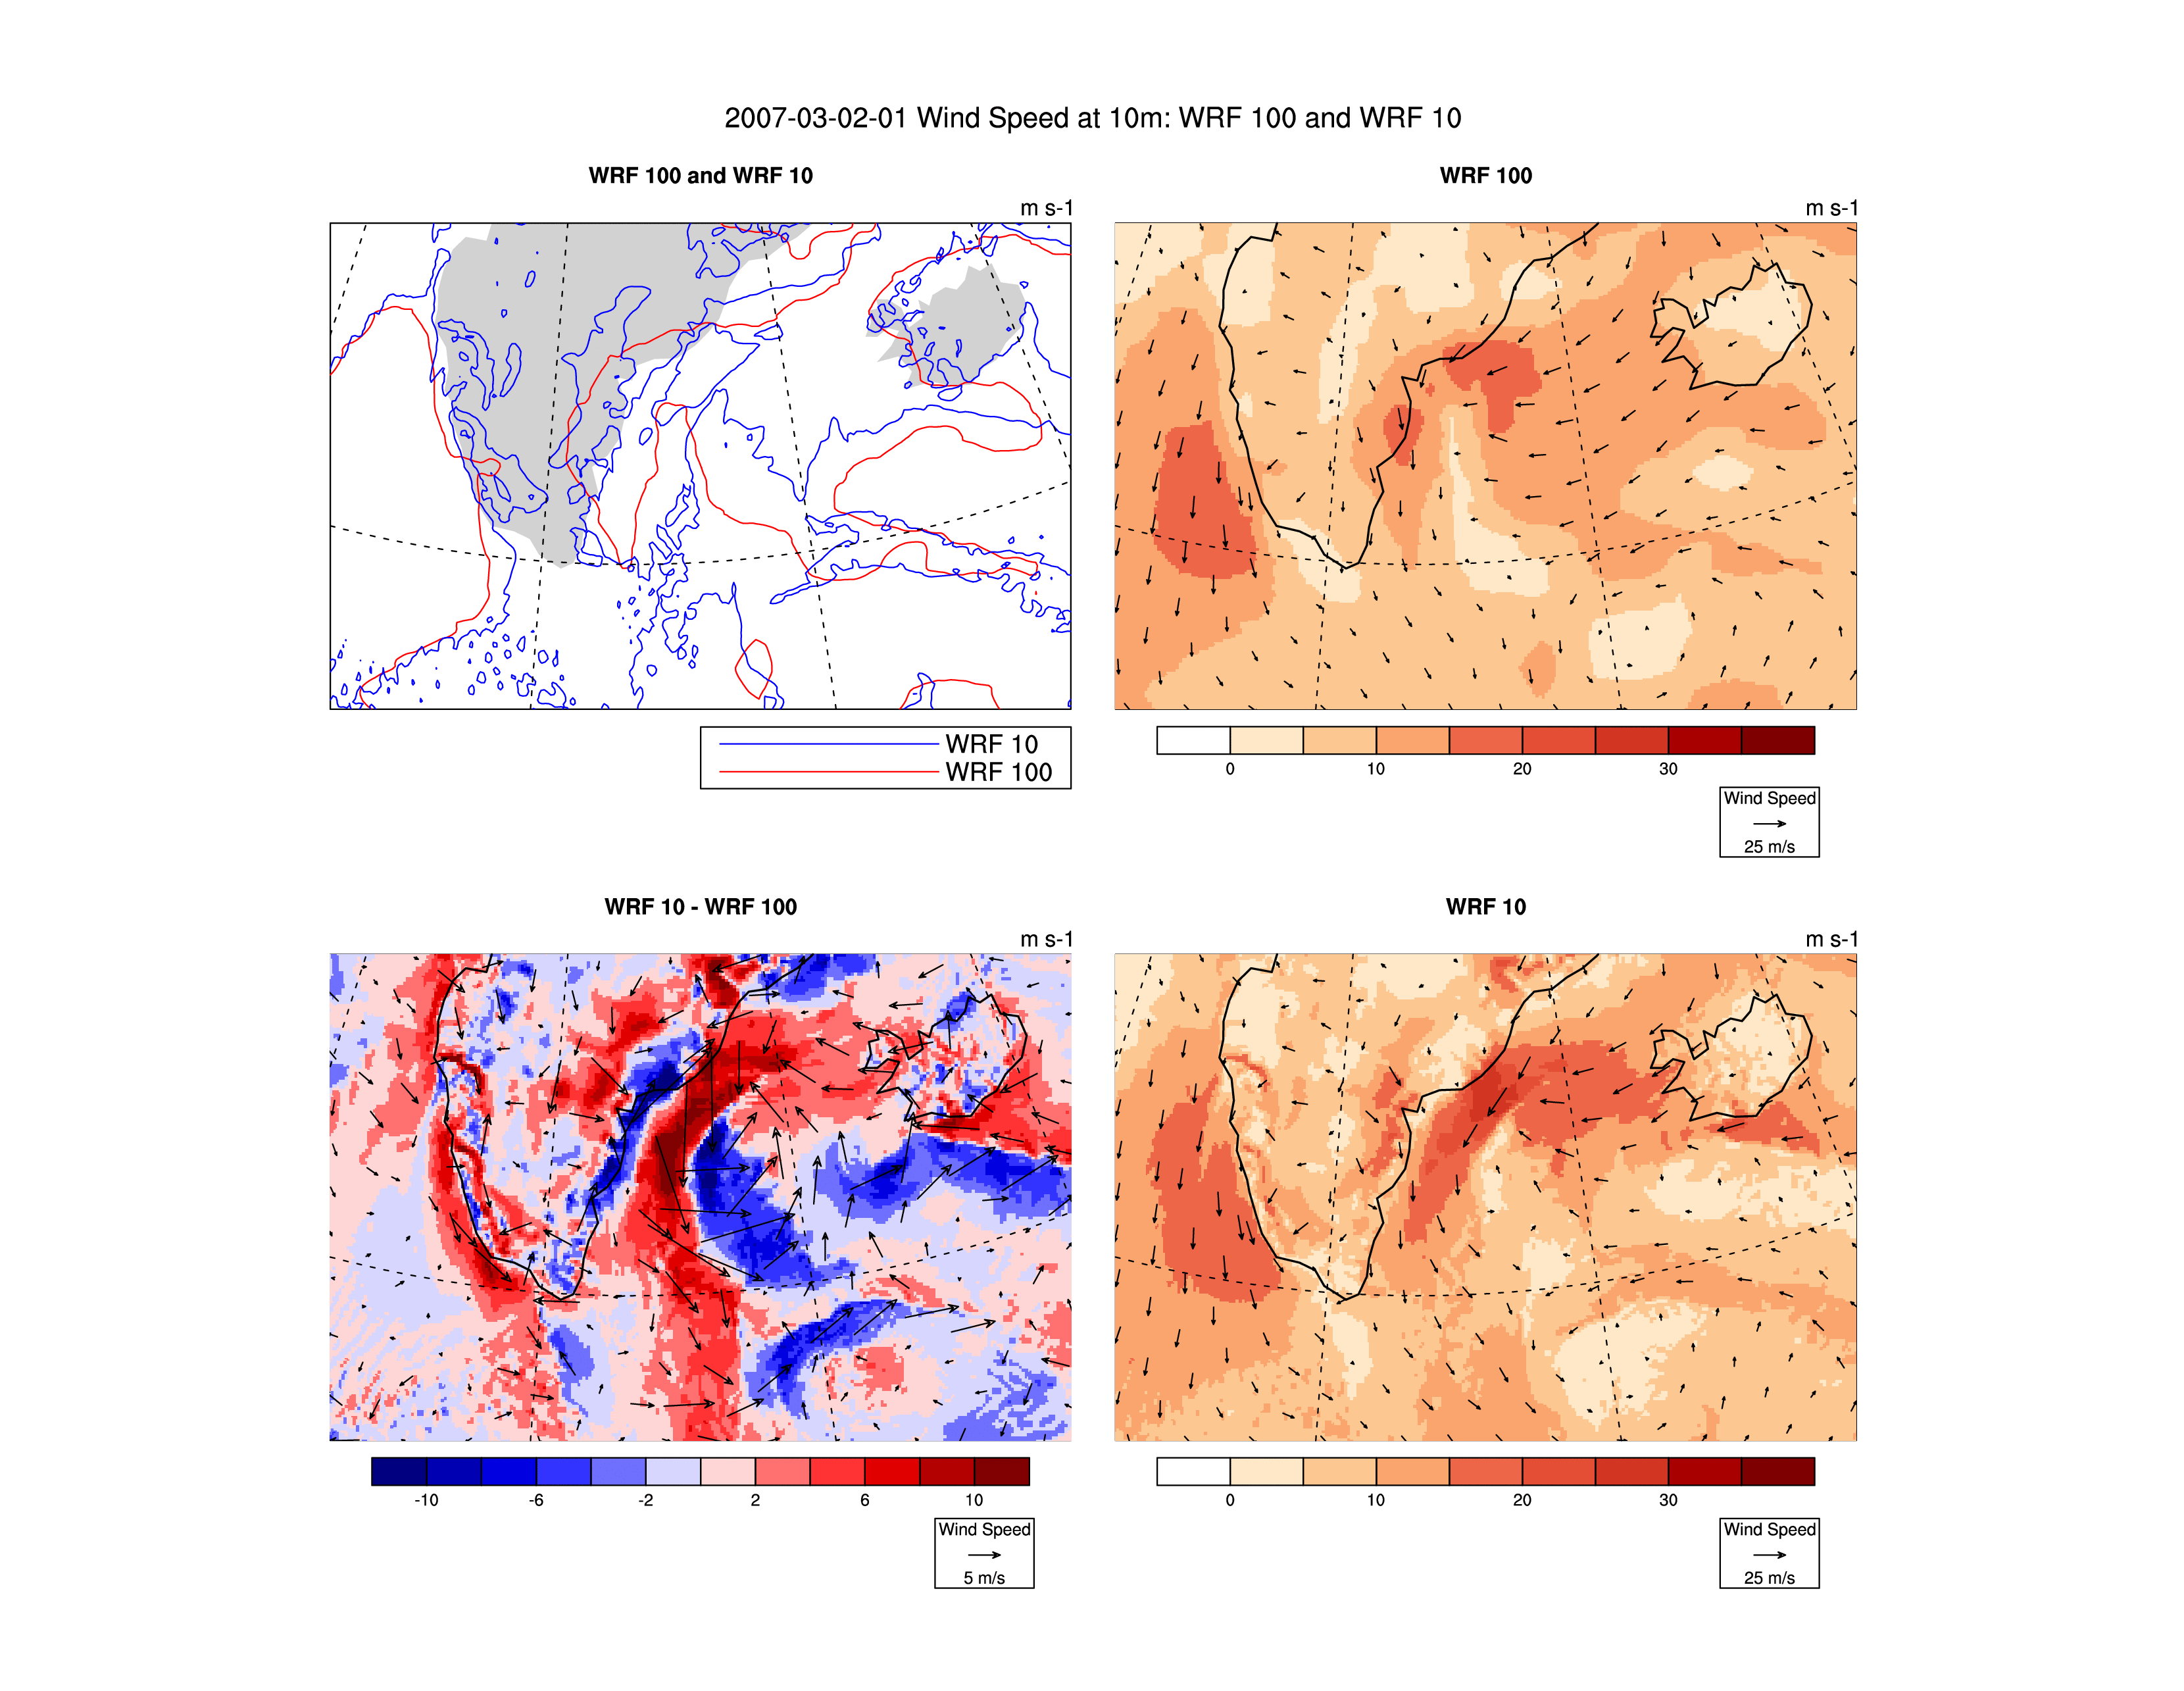 2007-03-02-01 Wind Speed at 10m: WRF 100 and WRF 10
WRF 100 and WRF 10
m s-1
WRF 10
WRF 100
WRF 100
m s-1
0 10 20 30
Wind Speed
25 m/s
WRF 10 - WRF 100
m s-1
-10 -6 -2 2 6 10
Wind Speed
5 m/s
WRF 10
m s-1
0 10 20 30
Wind Speed
25 m/s